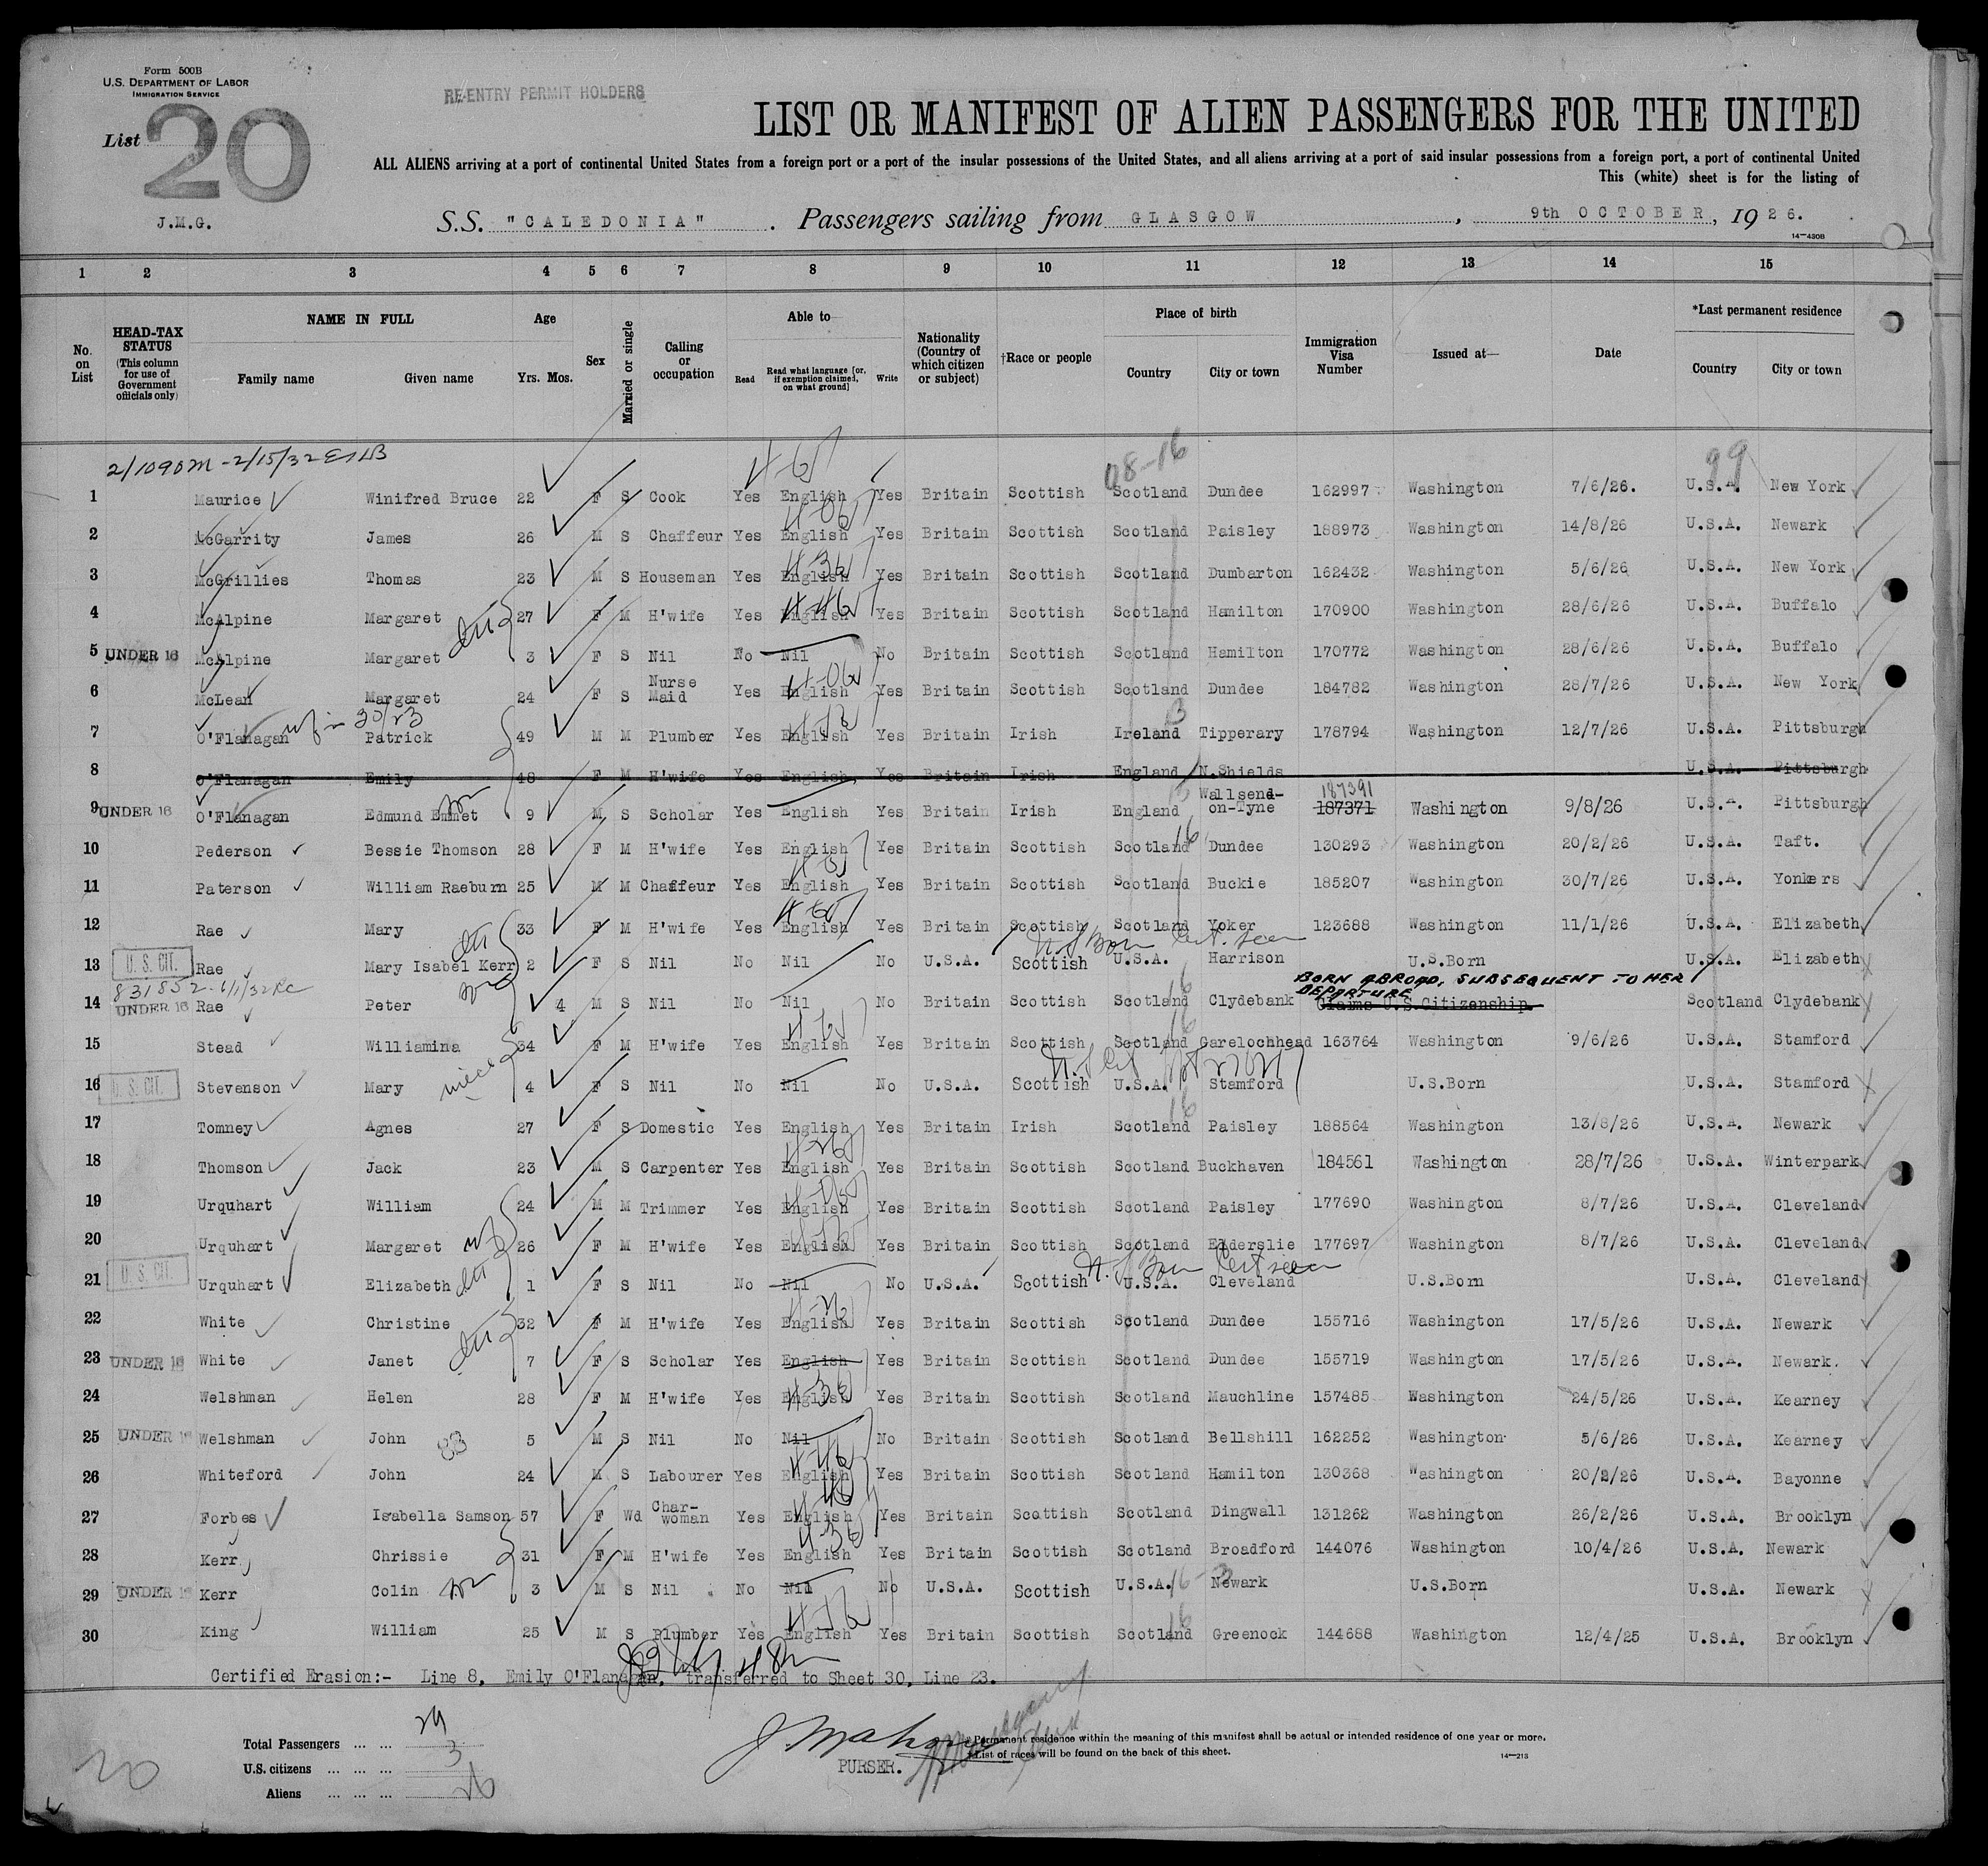 Form 500B
U.S. DEPARTMENT OF LABOR
IMMIGRATION SERVICE
RE-ENTRY PERMIT HOLDERS
List 20
J.M.G.
LIST OR MANIFEST OF ALIEN PASSENGERS FOR THE UNITED
ALL ALIENS arriving at a port of continental United States from a foreign port or a port of the insular possessions of the United States, and all aliens arriving at a port of said insular possessions from a foreign port, a port of continental United
This (white) sheet is for the listing of
S.S. "CALEDONIA" . Passengers sailing from GLASGOW , 9th OCTOBER, 1926.
14—430B
1 2 3 4 5 6 7 8 9 10 11 12 13 14 15
No. on List
HEAD-TAX STATUS (This column for use of Government officials only)
NAME IN FULL Family name Given name
Age Yrs. Mos.
Sex
Married or single
Calling or occupation
Able to— Read Read what language [or, if exemption claimed, on what ground] Write
Nationality (Country of which citizen or subject)
†Race or people
Place of birth Country City or town
Immigration Visa Number
Issued at—
Date
*Last permanent residence Country City or town
2/1090M - 2/15/32
08-16 99
1 Maurice Winifred Bruce 22 F S Cook Yes English Yes Britain Scottish Scotland Dundee 162997 Washington 7/6/26. U.S.A. New York
2 McGarrity James 26 M S Chaffeur Yes English Yes Britain Scottish Scotland Paisley 188973 Washington 14/8/26 U.S.A. Newark
3 McGrillies Thomas 23 M S Houseman Yes English Yes Britain Scottish Scotland Dumbarton 162432 Washington 5/6/26 U.S.A. New York
4 McAlpine Margaret 27 F M H'wife Yes English Yes Britain Scottish Scotland Hamilton 170900 Washington 28/6/26 U.S.A. Buffalo
5 UNDER 16 McAlpine Margaret 3 F S Nil No Nil No Britain Scottish Scotland Hamilton 170772 Washington 28/6/26 U.S.A. Buffalo
6 McLean Margaret 24 F S Nurse Maid Yes English Yes Britain Scottish Scotland Dundee 184782 Washington 28/7/26 U.S.A. New York
7 O'Flanagan Patrick 49 M M Plumber Yes English Yes Britain Irish Ireland Tipperary 178794 Washington 12/7/26 U.S.A. Pittsburgh
8 O'Flanagan Emily 48 F M H'wife Yes English Yes Britain Irish England N.Shields U.S.A. Pittsburgh
9 UNDER 16 O'Flanagan Edmund Emmet son 9 M S Scholar Yes English Yes Britain Irish England Wallsend-on-Tyne 187371 187391 Washington 9/8/26 U.S.A. Pittsburgh
10 Pederson Bessie Thomson 28 F M H'wife Yes English Yes Britain Scottish Scotland Dundee 130293 Washington 20/2/26 U.S.A. Taft.
11 Paterson William Raeburn 25 M M Chaffeur Yes English Yes Britain Scottish Scotland Buckie 185207 Washington 30/7/26 U.S.A. Yonkers
12 Rae Mary 33 F M H'wife Yes English Yes Britain Scottish Scotland Yoker 123688 Washington 11/1/26 U.S.A. Elizabeth
U.S. Born Cert. seen
13 U.S. CIT. Rae Mary Isabel Kerr 2 F S Nil No Nil No U.S.A. Scottish U.S.A. Harrison U.S.Born U.S.A. Elizabeth
831852-6/1/32
BORN ABROAD, SUBSEQUENT TO HER DEPARTURE
14 UNDER 16 Rae Peter 4 M S Nil No Nil No Britain Scottish Scotland Clydebank Claims U.S.Citizenship. Scotland Clydebank
15 Stead Williamina 34 F M H'wife Yes English Yes Britain Scottish Scotland Garelochhead 163764 Washington 9/6/26 U.S.A. Stamford
16 U.S. CIT. Stevenson Mary niece 4 F S Nil No Nil No U.S.A. Scottish U.S.A. Stamford U.S.Born U.S.A. Stamford
17 Tomney Agnes 27 F S Domestic Yes English Yes Britain Irish Scotland Paisley 188564 Washington 13/8/26 U.S.A. Newark
18 Thomson Jack 23 M S Carpenter Yes English Yes Britain Scottish Scotland Buckhaven 184561 Washington 28/7/26 U.S.A. Winterpark
19 Urquhart William 24 M M Trimmer Yes English Yes Britain Scottish Scotland Paisley 177690 Washington 8/7/26 U.S.A. Cleveland
20 Urquhart Margaret wf 26 F M H'wife Yes English Yes Britain Scottish Scotland Elderslie 177697 Washington 8/7/26 U.S.A. Cleveland
U.S. Born Cert seen
21 U.S. CIT. Urquhart Elizabeth 1 F S Nil No Nil No U.S.A. Scottish U.S.A. Cleveland U.S.Born U.S.A. Cleveland
22 White Christine 32 F M H'wife Yes English Yes Britain Scottish Scotland Dundee 155716 Washington 17/5/26 U.S.A. Newark
23 UNDER 16 White Janet 7 F S Scholar Yes English Yes Britain Scottish Scotland Dundee 155719 Washington 17/5/26 U.S.A. Newark.
24 Welshman Helen 28 F M H'wife Yes English Yes Britain Scottish Scotland Mauchline 157485 Washington 24/5/26 U.S.A. Kearney
25 UNDER 16 Welshman John 5 M S Nil No Nil No Britain Scottish Scotland Bellshill 162252 Washington 5/6/26 U.S.A. Kearney
26 Whiteford John 24 M S Labourer Yes English Yes Britain Scottish Scotland Hamilton 130368 Washington 20/2/26 U.S.A. Bayonne
27 Forbes Isabella Samson 57 F Wd Char-woman Yes English Yes Britain Scottish Scotland Dingwall 131262 Washington 26/2/26 U.S.A. Brooklyn
28 Kerr Chrissie 31 F M H'wife Yes English Yes Britain Scottish Scotland Broadford 144076 Washington 10/4/26 U.S.A. Newark
29 UNDER 16 Kerr Colin son 3 M S Nil No Nil No U.S.A. Scottish U.S.A. Newark U.S.Born U.S.A. Newark
30 King William 25 M S Plumber Yes English Yes Britain Scottish Scotland Greenock 144688 Washington 12/4/25 U.S.A. Brooklyn
Certified Erasion:- Line 8, Emily O'Flanagan, transferred to Sheet 30, Line 23.
Total Passengers ... ... 29
U.S. citizens ... ... ... 3
Aliens ... ... ... 26
20
PURSER.
* Permanent residence within the meaning of this manifest shall be actual or intended residence of one year or more.
† List of races will be found on the back of this sheet.
14—213